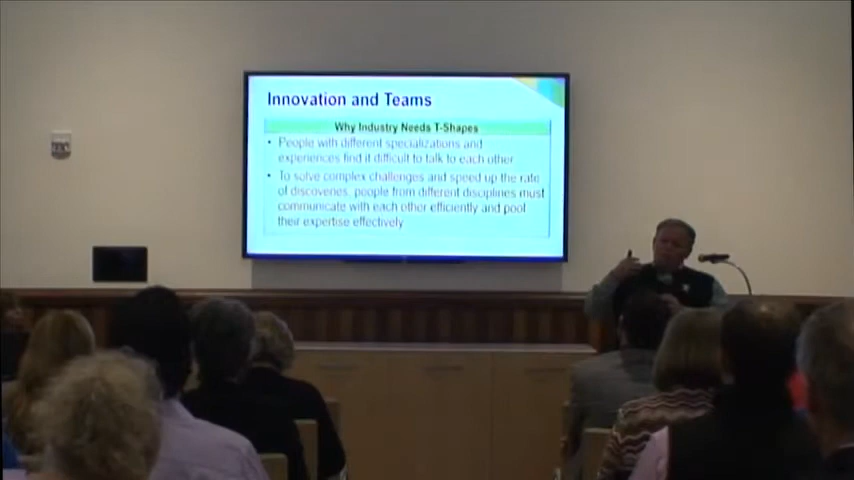 Innovation and Teams
Why Industry Needs T-Shapes
• People with different specializations and
experiences find it difficult to talk to each other
• To solve complex challenges and speed up the rate
of discoveries, people from different disciplines must
communicate with each other efficiently and pool
their expertise effectively